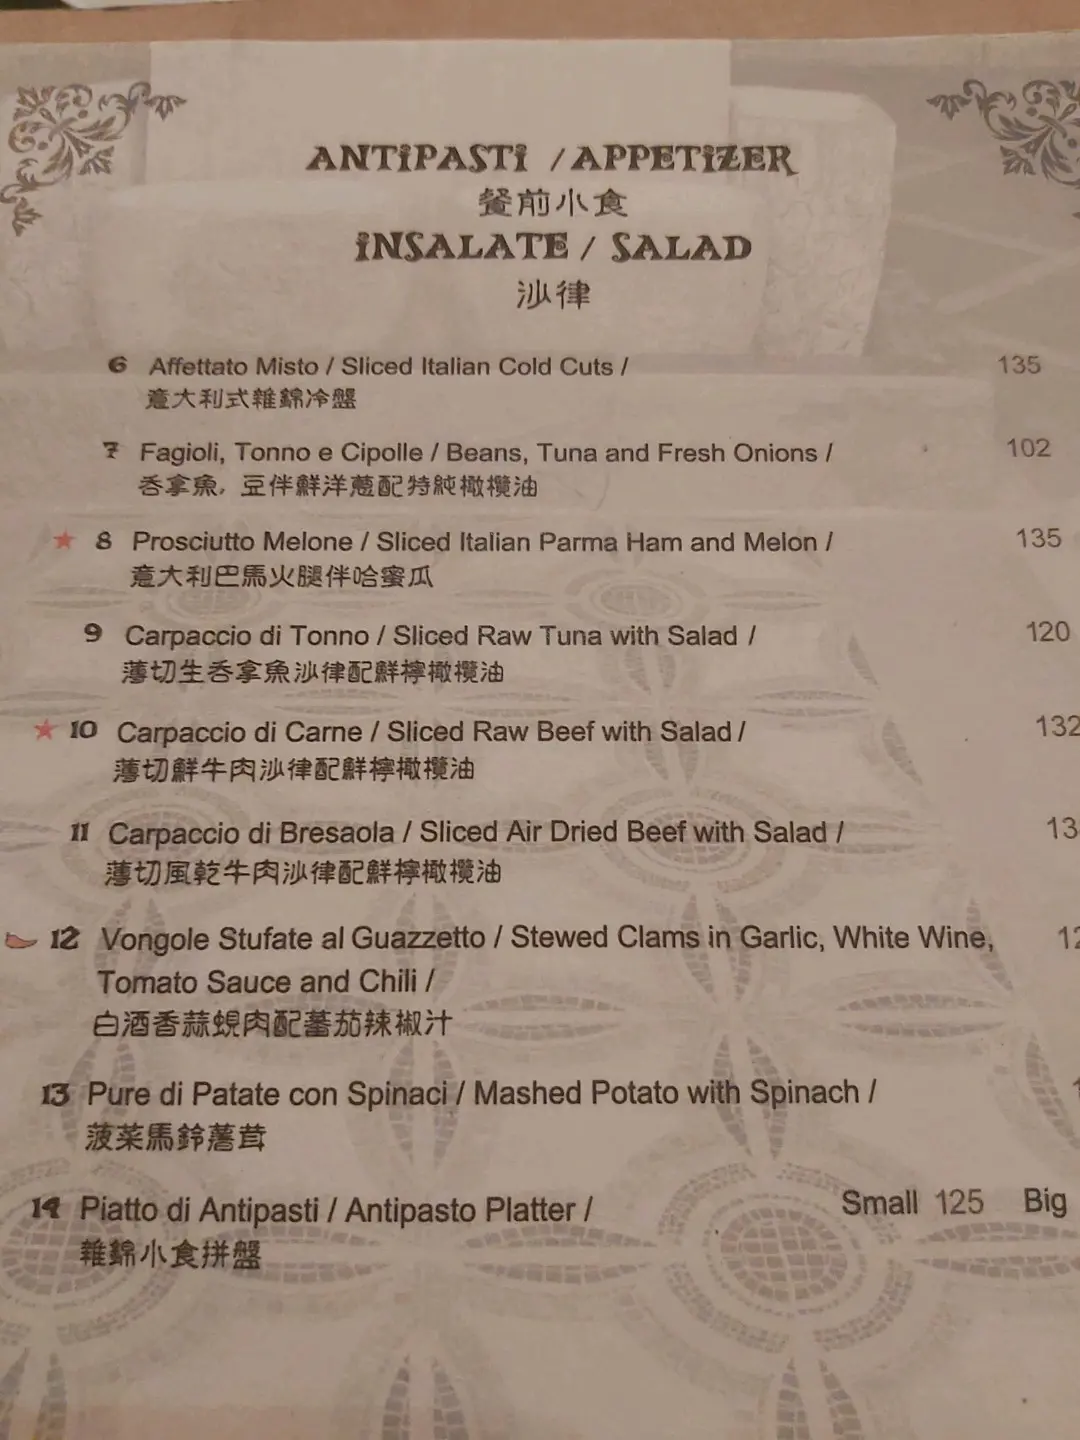 ANTIPASTI / APPETIZER
餐前小食
INSALATE / SALAD
沙律
6 Affettato Misto / Sliced Italian Cold Cuts / 135
意大利式雜錦冷盤
7 Fagioli, Tonno e Cipolle / Beans, Tuna and Fresh Onions / 102
呑拿魚, 豆伴鮮洋蔥配特純橄欖油
8 Prosciutto Melone / Sliced Italian Parma Ham and Melon / 135
意大利巴馬火腿伴哈蜜瓜
9 Carpaccio di Tonno / Sliced Raw Tuna with Salad / 120
薄切生呑拿魚沙律配鮮檸橄欖油
10 Carpaccio di Carne / Sliced Raw Beef with Salad / 132
薄切鮮牛肉沙律配鮮檸橄欖油
11 Carpaccio di Bresaola / Sliced Air Dried Beef with Salad / 13
薄切風乾牛肉沙律配鮮檸橄欖油
12 Vongole Stufate al Guazzetto / Stewed Clams in Garlic, White Wine, 12
Tomato Sauce and Chili /
白酒香蒜蜆肉配蕃茄辣椒汁
13 Pure di Patate con Spinaci / Mashed Potato with Spinach / 1
菠菜馬鈴薯茸
14 Piatto di Antipasti / Antipasto Platter / Small 125 Big
雜錦小食拼盤